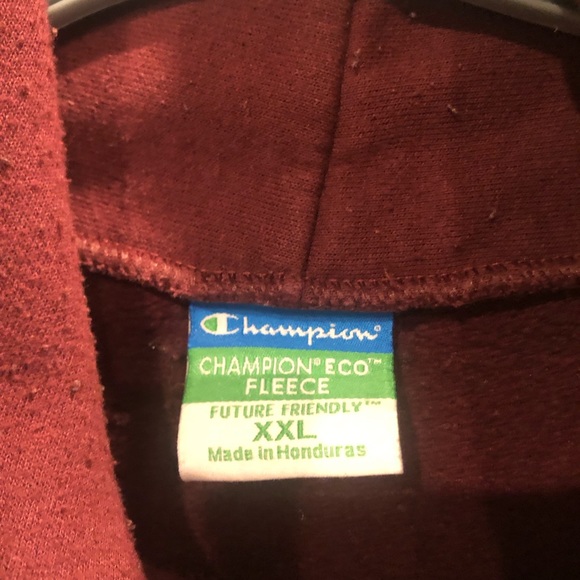 Champion®
CHAMPION® ECO™
FLEECE
FUTURE FRIENDLY™
XXL
Made in Honduras